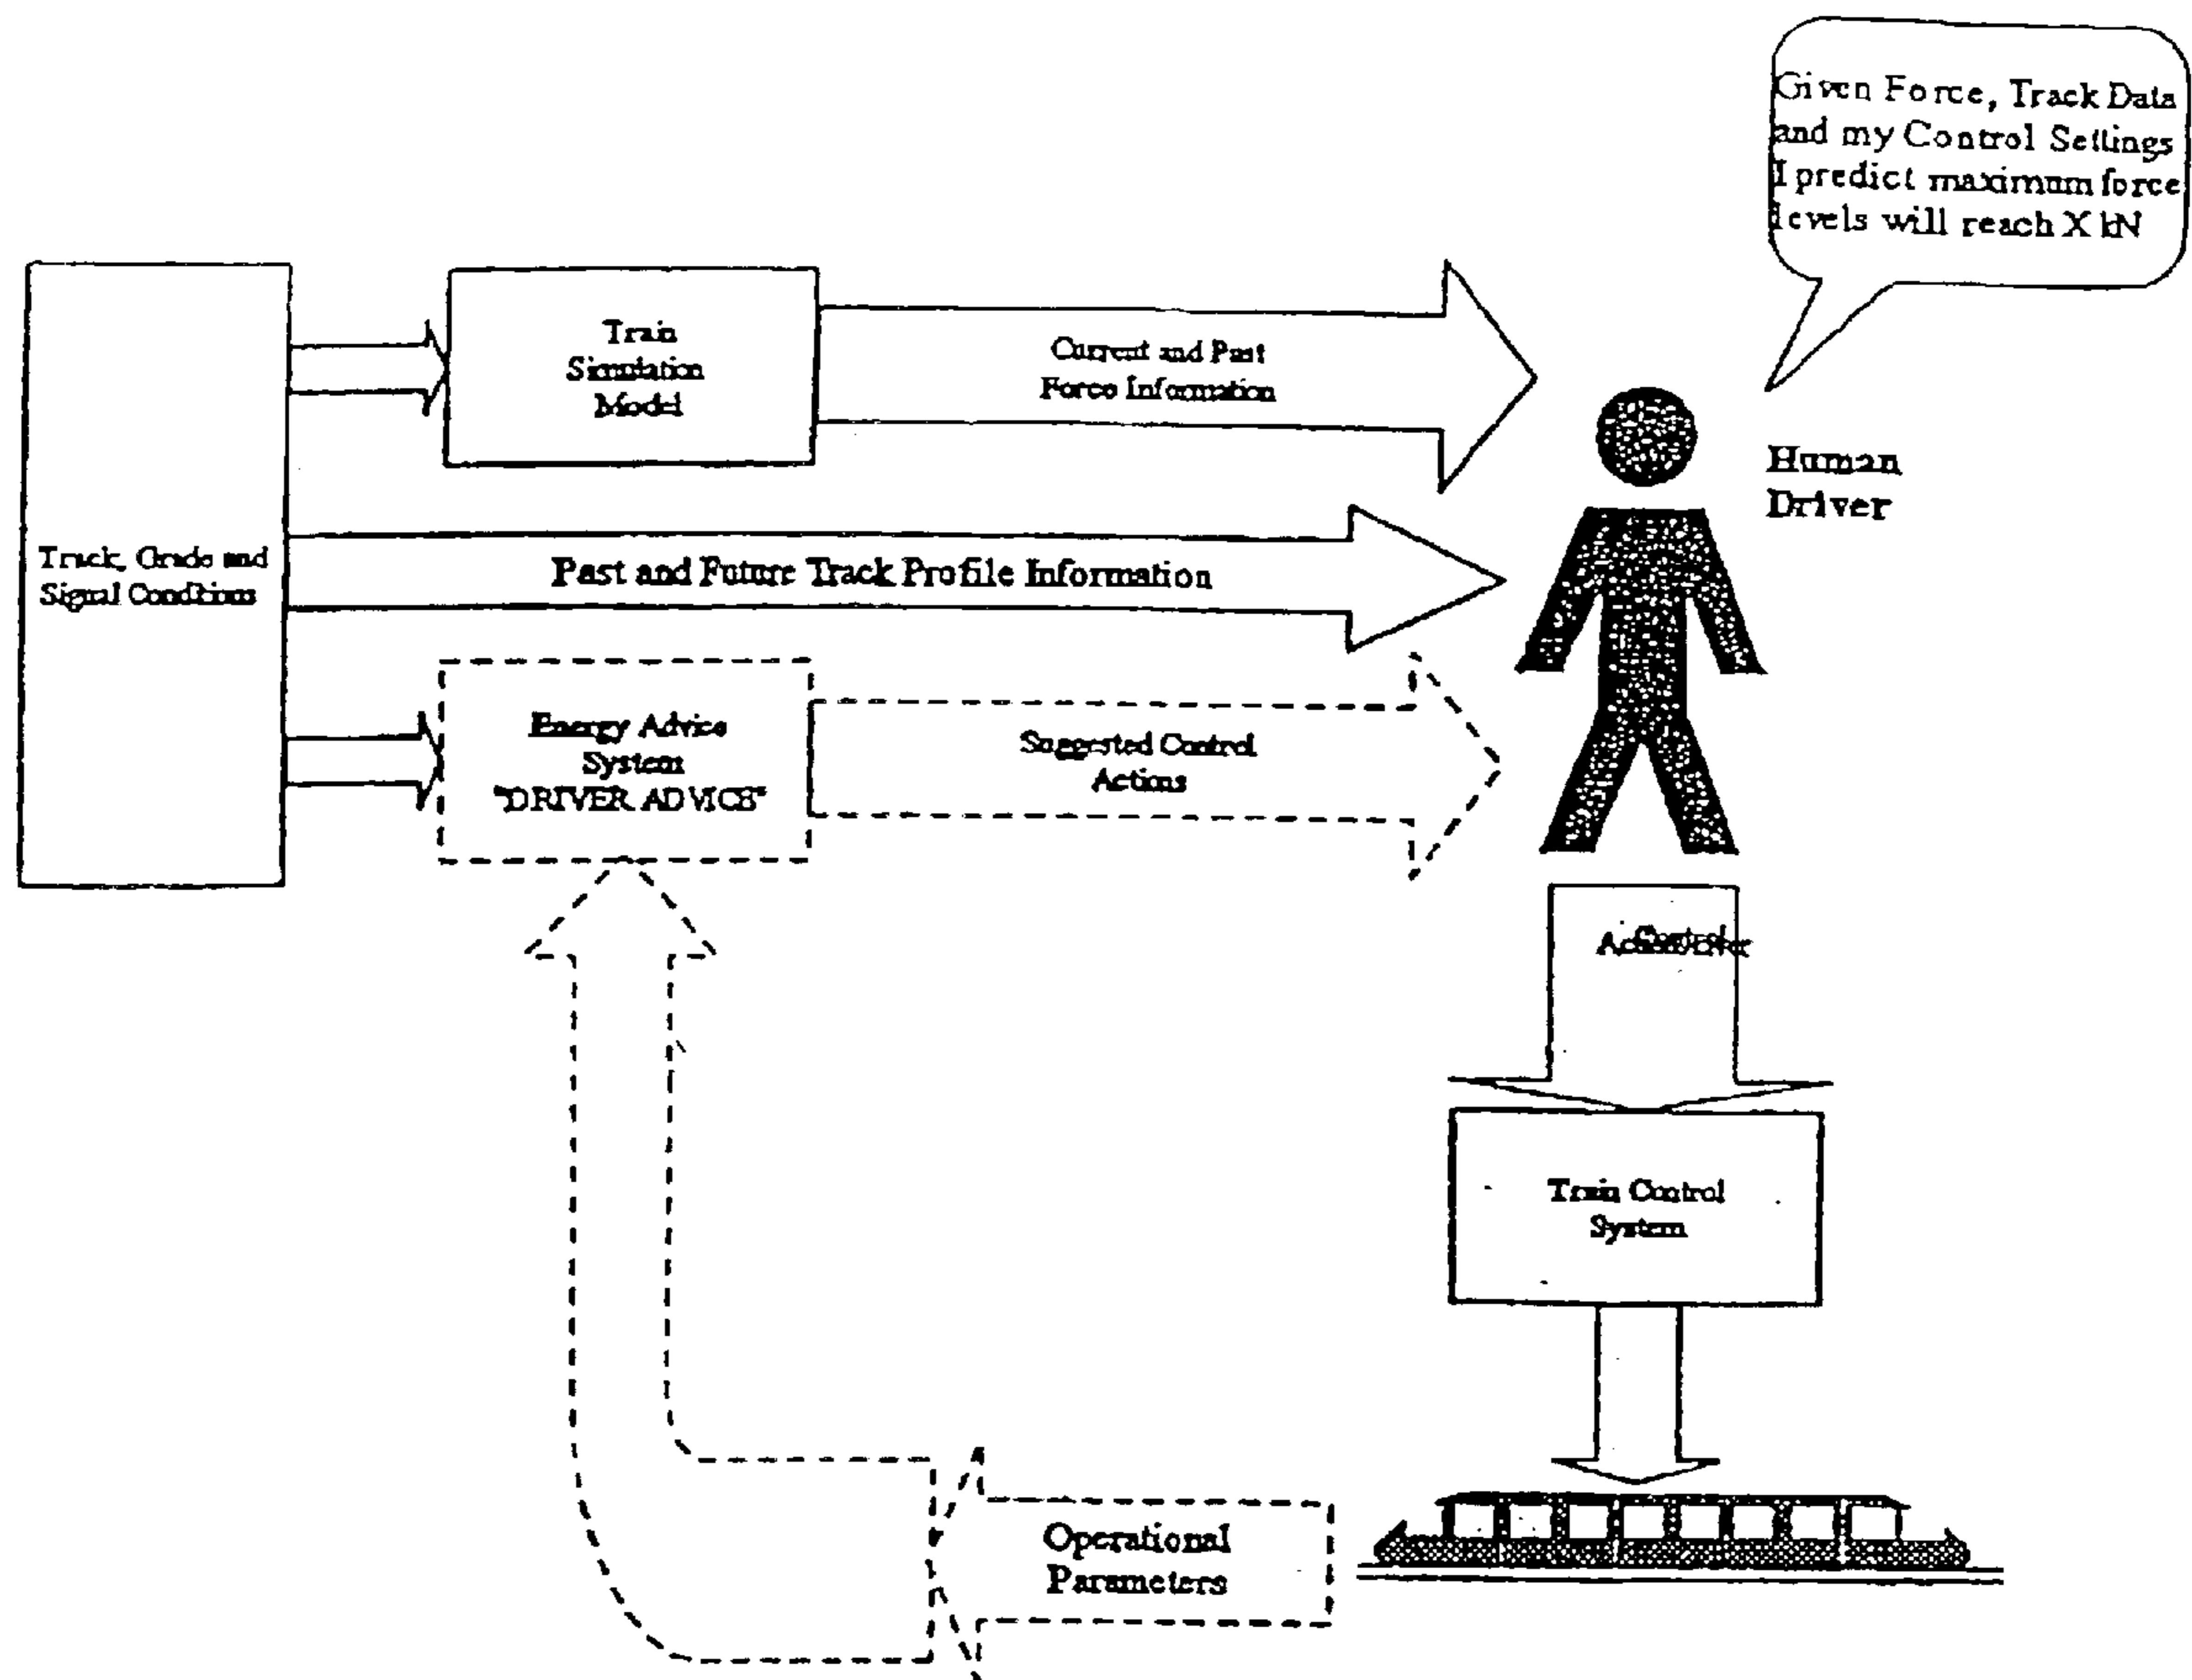 Given Force, Track Data
and my Control Settings
I predict maximum force
levels will reach X kN
Train
Simulation
Model
Current and Past
Force Information
Human
Driver
Track, Grade and
Signal Conditions
Past and Future Track Profile Information
Energy Advice
System
"DRIVER ADVICE"
Suggested Control
Actions
Control
Train Control
System
Operational
Parameters